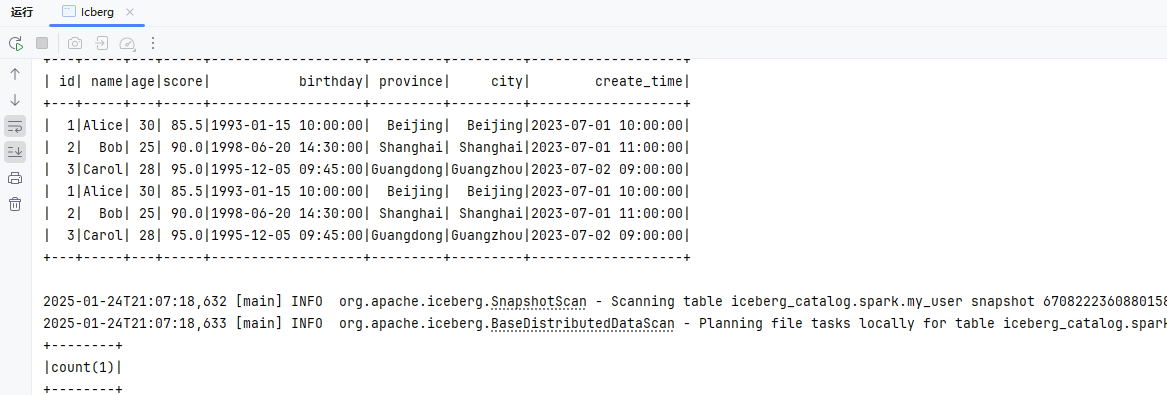 运行 Icberg
+---+-----+---+-----+-------------------+---------+---------+-------------------+
| id| name|age|score|           birthday| province|     city|        create_time|
+---+-----+---+-----+-------------------+---------+---------+-------------------+
|  1|Alice| 30| 85.5|1993-01-15 10:00:00|  Beijing|  Beijing|2023-07-01 10:00:00|
|  2|  Bob| 25| 90.0|1998-06-20 14:30:00| Shanghai| Shanghai|2023-07-01 11:00:00|
|  3|Carol| 28| 95.0|1995-12-05 09:45:00|Guangdong|Guangzhou|2023-07-02 09:00:00|
|  1|Alice| 30| 85.5|1993-01-15 10:00:00|  Beijing|  Beijing|2023-07-01 10:00:00|
|  2|  Bob| 25| 90.0|1998-06-20 14:30:00| Shanghai| Shanghai|2023-07-01 11:00:00|
|  3|Carol| 28| 95.0|1995-12-05 09:45:00|Guangdong|Guangzhou|2023-07-02 09:00:00|
+---+-----+---+-----+-------------------+---------+---------+-------------------+
2025-01-24T21:07:18,632 [main] INFO  org.apache.iceberg.SnapshotScan - Scanning table iceberg_catalog.spark.my_user snapshot 6708222360880158
2025-01-24T21:07:18,633 [main] INFO  org.apache.iceberg.BaseDistributedDataScan - Planning file tasks locally for table iceberg_catalog.spark
+--------+
|count(1)|
+--------+